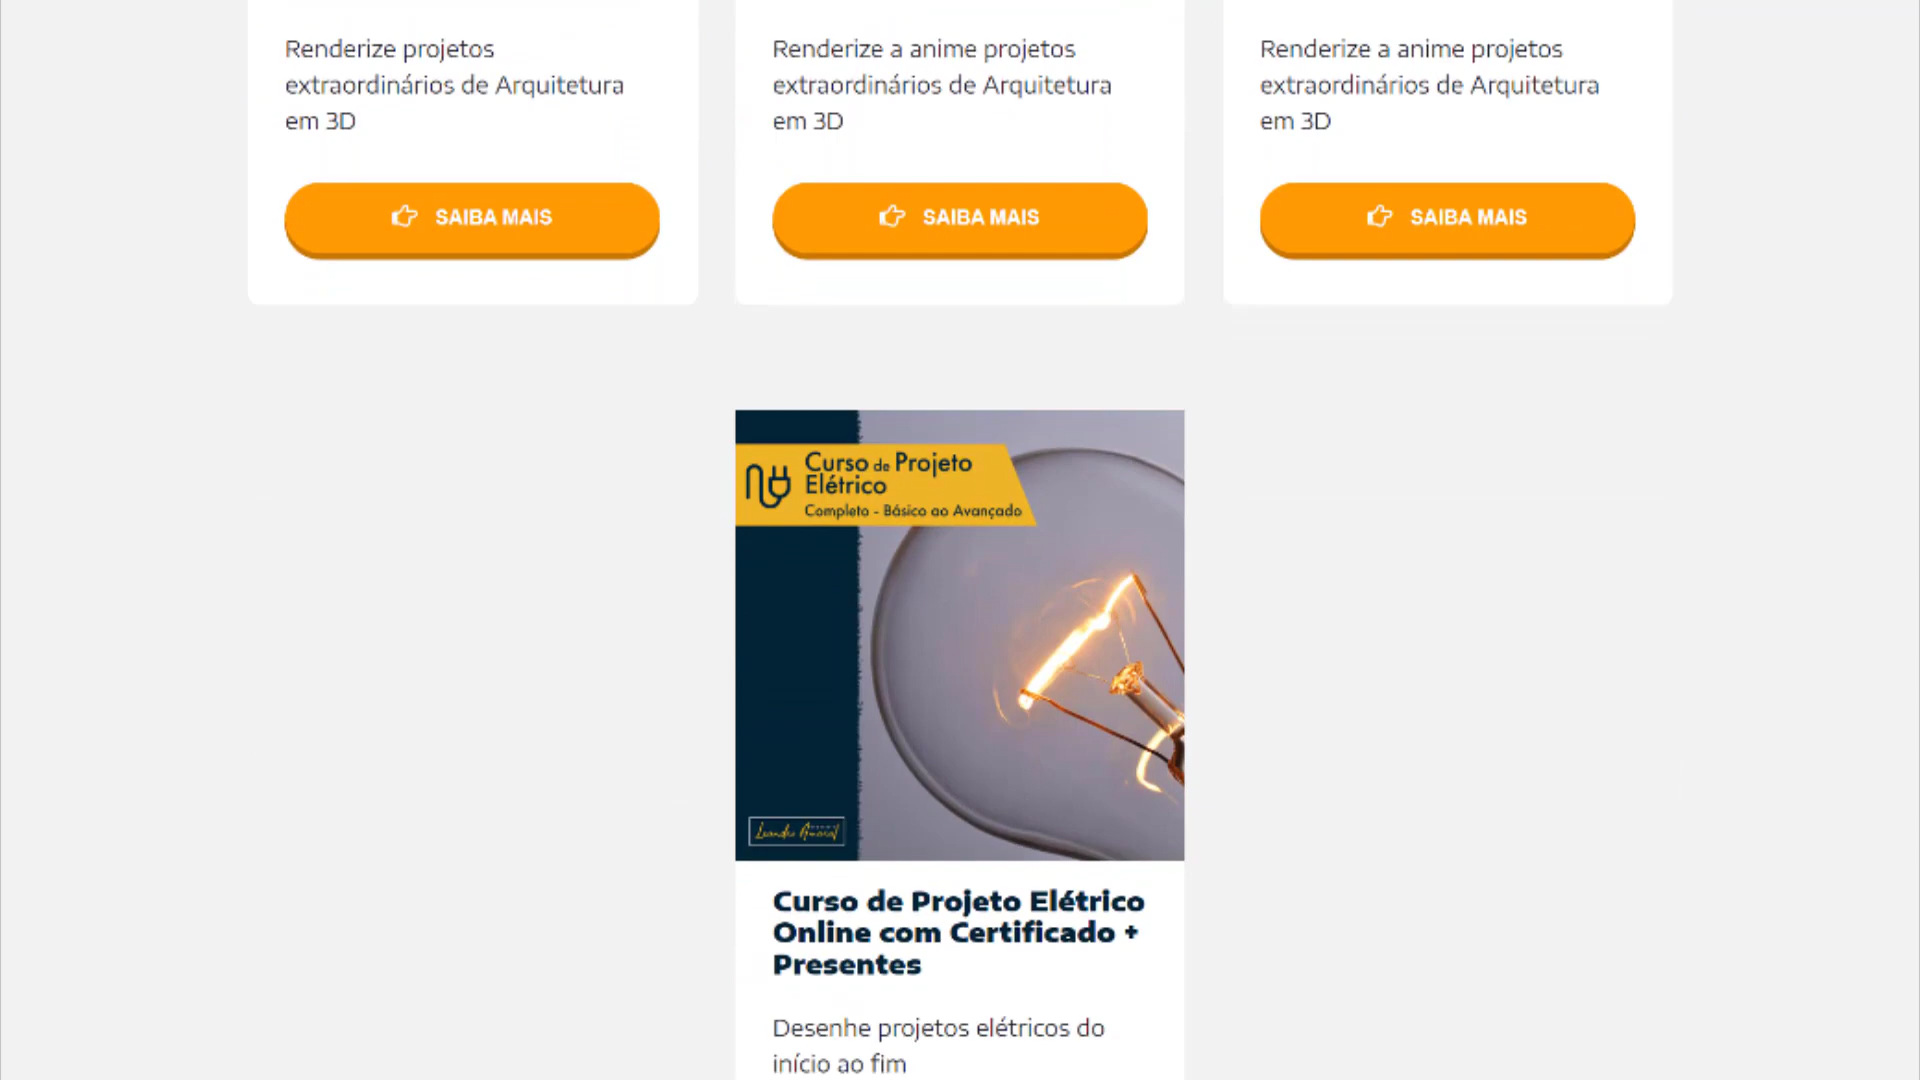 Renderize projetos
extraordinários de Arquitetura
em 3D
SAIBA MAIS
Renderize a anime projetos
extraordinários de Arquitetura
em 3D
SAIBA MAIS
Renderize a anime projetos
extraordinários de Arquitetura
em 3D
SAIBA MAIS
Curso de Projeto
Elétrico
Completo - Básico ao Avançado
Leandro Amaral
Curso de Projeto Elétrico
Online com Certificado +
Presentes
Desenhe projetos elétricos do
início ao fim